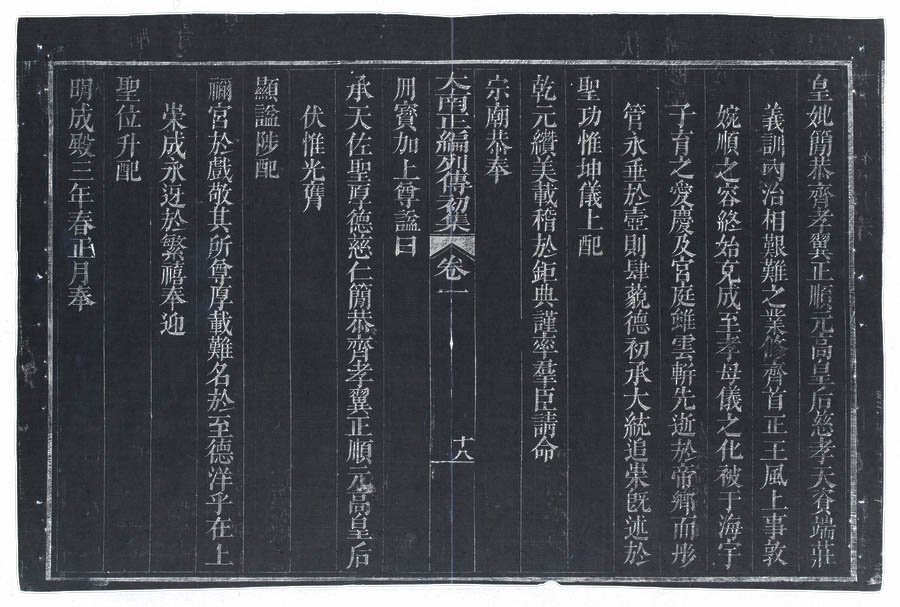 皇妣簡恭齊孝翼正順元高皇后慈孝天賚端莊
義訓內治相艱難之業修齊首正王風上事敦
婉順之容終始克成至孝母儀之化被于海宇
子育之愛慶及宮庭雖雲軿先逝於帝鄉而彤
管永垂於壼則肆藐德初承大統追崇旣述於
聖功惟坤儀上配
乾元纘美載稽於鉅典謹率羣臣請命
宗廟恭奉
冊寶加上尊謚曰
大南正編列傳初集 卷一 十八
承天佐聖厚德慈仁簡恭齊孝翼正順元高皇后
伏惟光膺
顯謚陟配
禰宮於戲敬其所尊厚載難名於至德洋乎在上
崇成永迓於繁禧奉迎
聖位升配
明成殿三年春正月奉